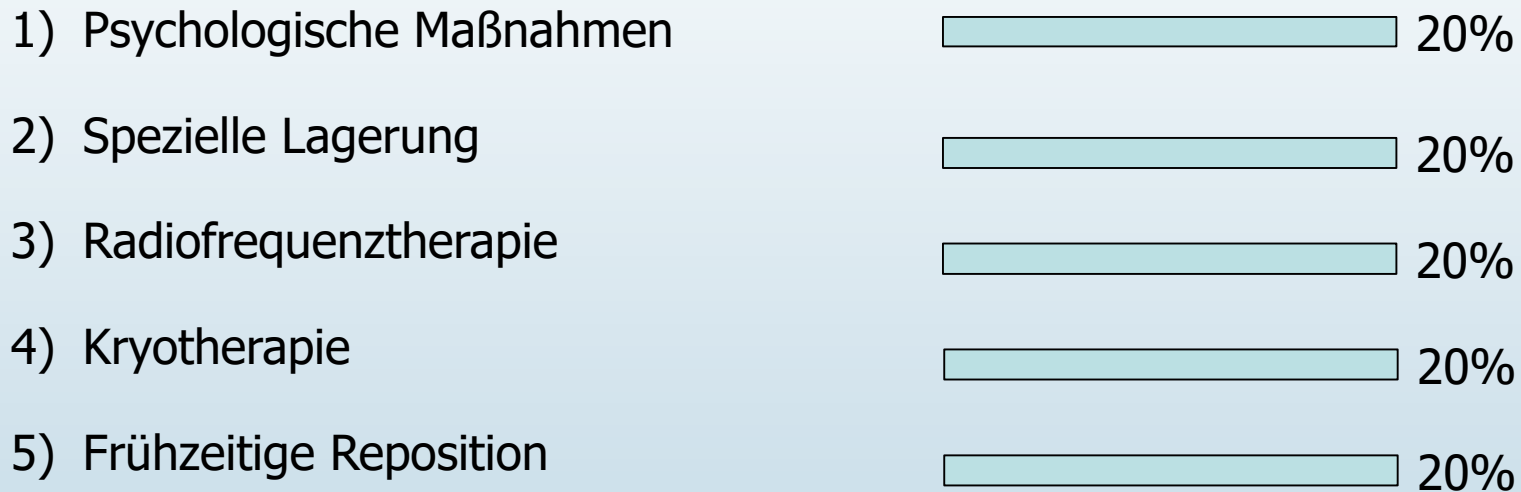 1) Psychologische Maßnahmen 20%
2) Spezielle Lagerung 20%
3) Radiofrequenztherapie 20%
4) Kryotherapie 20%
5) Frühzeitige Reposition 20%